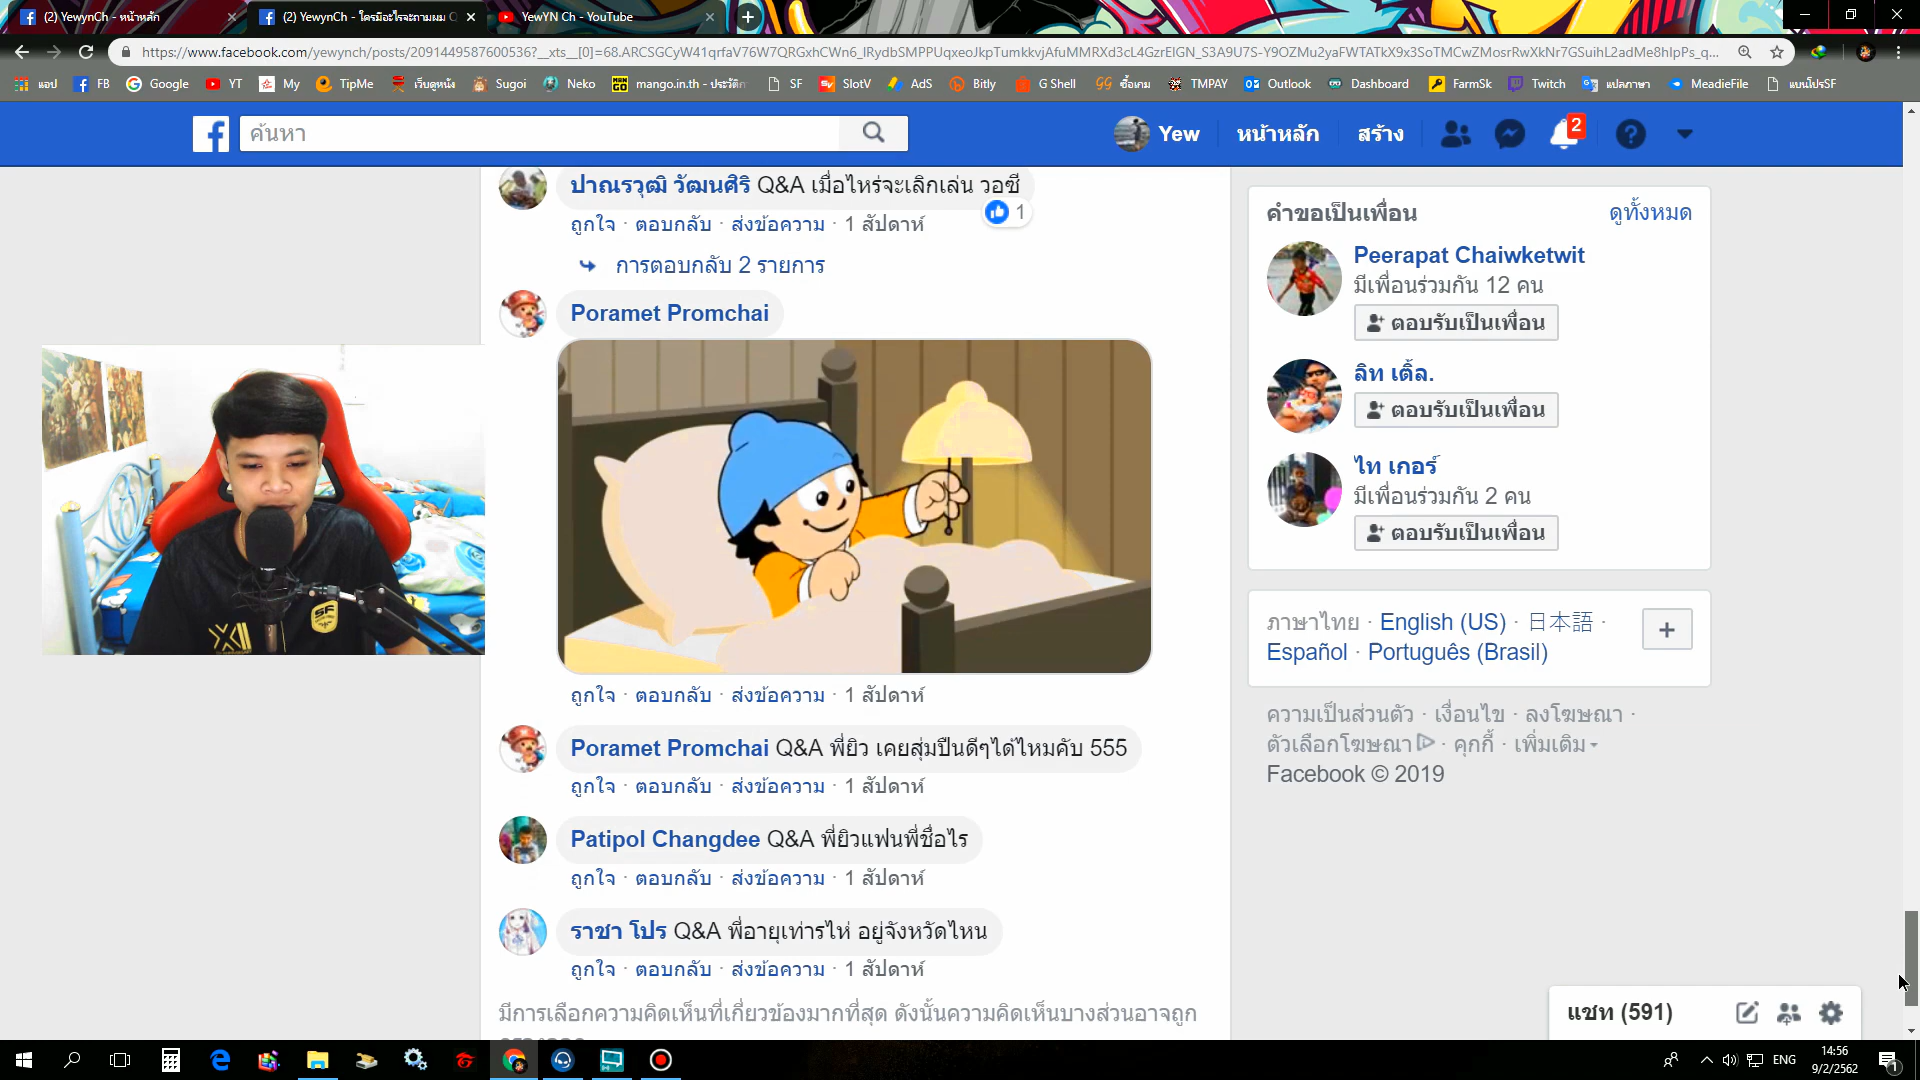 (2) YewynCh - หน้าหลัก
(2) YewynCh - ใครมีอะไรจะถามผม
YewYN Ch - YouTube
แอป
FB
Google
YT
My
TipMe
เว็บดูหนัง
Sugoi
Neko
mango.in.th - ประวัติ
SF
SlotV
AdS
Bitly
G Shell
ซื้อเกม
TMPAY
Outlook
Dashboard
FarmSk
Twitch
แปลภาษา
MeadieFile
แบนโปรSF
ค้นหา
Yew
หน้าหลัก
สร้าง
2
ปาณรวุฒิ วัฒนศิริ Q&A เมื่อไหร่จะเลิกเล่น วอซี
1
ถูกใจ · ตอบกลับ · ส่งข้อความ · 1 สัปดาห์
การตอบกลับ 2 รายการ
Poramet Promchai
ถูกใจ · ตอบกลับ · ส่งข้อความ · 1 สัปดาห์
Poramet Promchai Q&A พี่ยิว เคยสุ่มปืนดีๆได้ไหมคับ 555
ถูกใจ · ตอบกลับ · ส่งข้อความ · 1 สัปดาห์
Patipol Changdee Q&A พี่ยิวแฟนพี่ชื่อไร
ถูกใจ · ตอบกลับ · ส่งข้อความ · 1 สัปดาห์
ราชา โปร Q&A พี่อายุเท่ารไห่ อยู่จังหวัดไหน
ถูกใจ · ตอบกลับ · ส่งข้อความ · 1 สัปดาห์
มีการเลือกความคิดเห็นที่เกี่ยวข้องมากที่สุด ดังนั้นความคิดเห็นบางส่วนอาจถูก
คำขอเป็นเพื่อน
ดูทั้งหมด
Peerapat Chaiwketwit
มีเพื่อนร่วมกัน 12 คน
ตอบรับเป็นเพื่อน
ลิท เติ้ล.
ตอบรับเป็นเพื่อน
ไท เกอร์
มีเพื่อนร่วมกัน 2 คน
ตอบรับเป็นเพื่อน
ภาษาไทย · English (US) · 日本語 ·
Español · Português (Brasil)
ความเป็นส่วนตัว · เงื่อนไข · ลงโฆษณา ·
ตัวเลือกโฆษณา · คุกกี้ · เพิ่มเติม
Facebook © 2019
แชท (591)
SF
ENG
14:56
9/2/2562
1